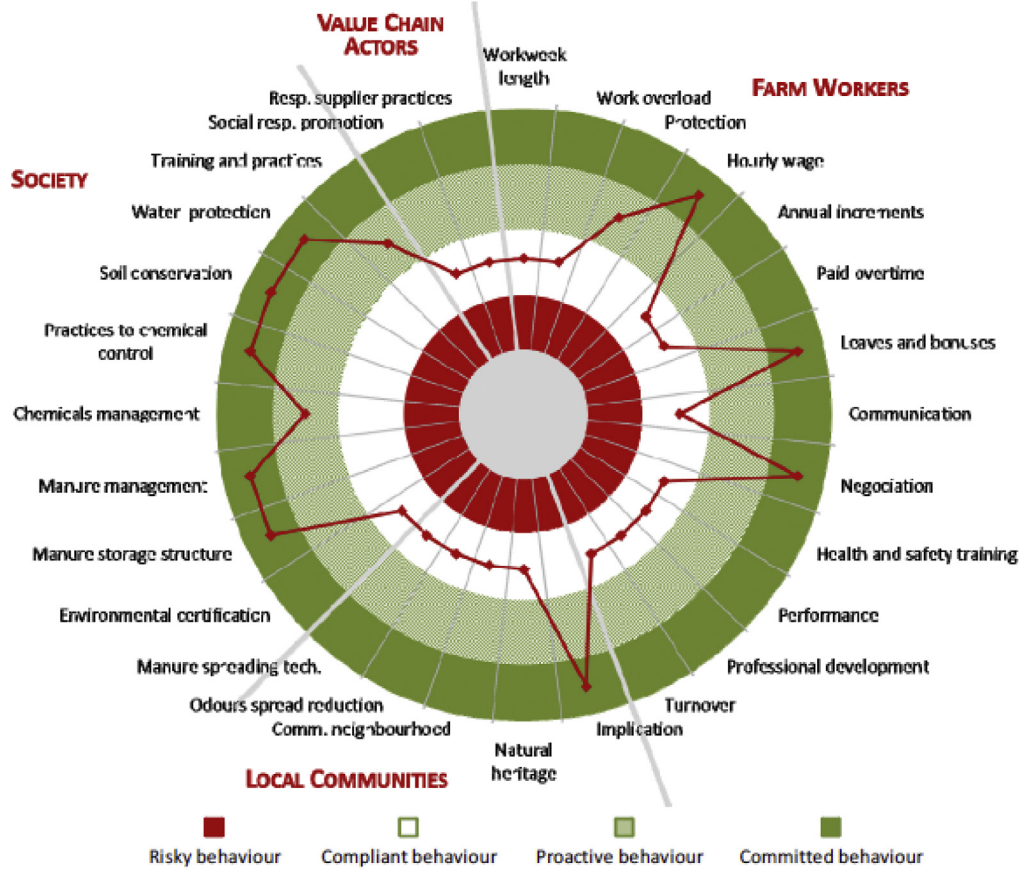 VALUE CHAIN
ACTORS
Workweek
length
FARM WORKERS
Resp. supplier practices
Work overload
Social resp. promotion
Protection
Training and practices
Hourly wage
SOCIETY
Water protection
Annual increments
Soil conservation
Paid overtime
Practices to chemical
control
Leaves and bonuses
Chemicals management
Communication
Manure management
Negociation
Manure storage structure
Health and safety training
Environmental certification
Performance
Manure spreading tech.
Professional development
Odours spread reduction
Turnover
Comm. neighbourhood
Implication
Natural
heritage
LOCAL COMMUNITIES
Risky behaviour
Compliant behaviour
Proactive behaviour
Committed behaviour